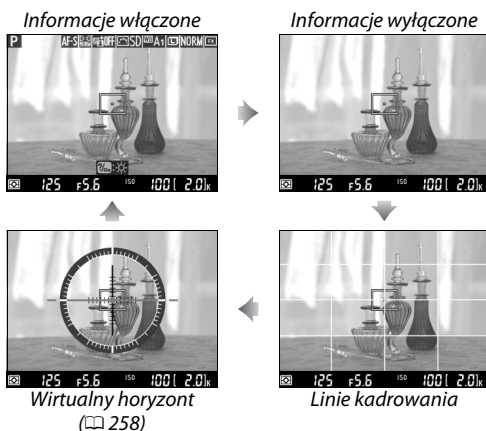 Informacje włączone
Informacje wyłączone
P AF-S OFF SD A1 L NORM FX
125 F5.6 ISO 100 [ 2.0]K
125 F5.6 ISO 100 [ 2.0]K
125 F5.6 ISO 100 [ 2.0]K
125 F5.6 ISO 100 [ 2.0]K
Wirtualny horyzont
(258)
Linie kadrowania